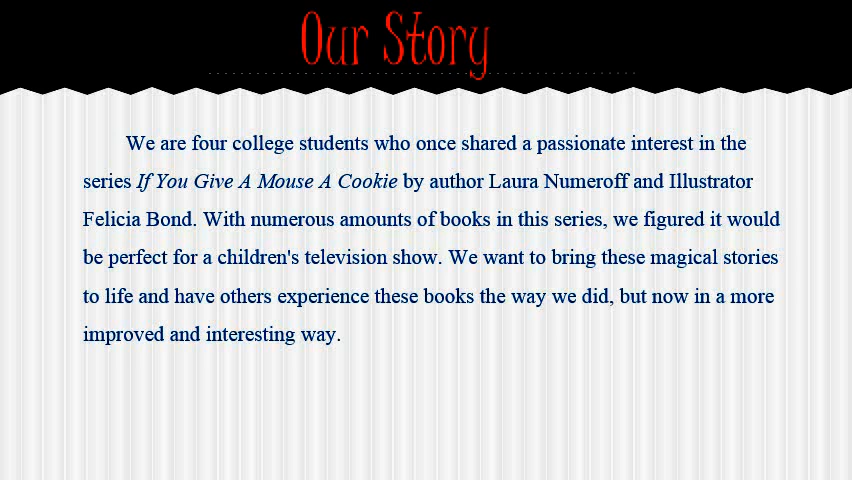 Our Story
We are four college students who once shared a passionate interest in the
series If You Give A Mouse A Cookie by author Laura Numeroff and Illustrator
Felicia Bond. With numerous amounts of books in this series, we figured it would
be perfect for a children's television show. We want to bring these magical stories
to life and have others experience these books the way we did, but now in a more
improved and interesting way.